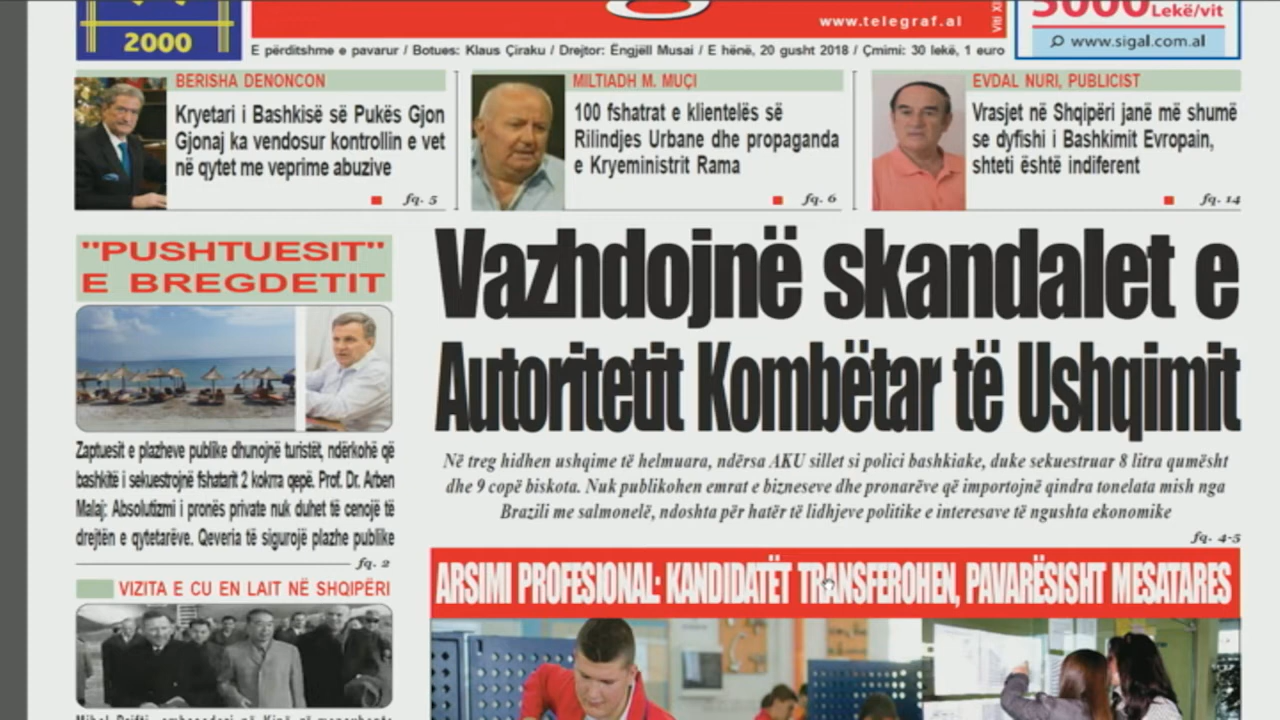 2000
www.telegraf.al
Viti
5000
Lekë/vit
www.sigal.com.al
E përditshme e pavarur / Botues: Klaus Çiraku / Drejtor: Ëngjëll Musai / E hënë, 20 gusht 2018 / Çmimi: 30 lekë, 1 euro
BERISHA DENONCON
Kryetari i Bashkisë së Pukës Gjon
Gjonaj ka vendosur kontrollin e vet
në qytet me veprime abuzive
fq. 5
MILTIADH M. MUÇI
100 fshatrat e klientelës së
Rilindjes Urbane dhe propaganda
e Kryeministrit Rama
fq. 6
EVDAL NURI, PUBLICIST
Vrasjet në Shqipëri janë më shumë
se dyfishi i Bashkimit Evropain,
shteti është indiferent
fq. 14
"PUSHTUESIT"
E BREGDETIT
Zaptuesit e plazheve publike dhunojnë turistët, ndërkohë që
bashkitë i sekuestrojnë fshatarit 2 kokrra qepë. Prof. Dr. Arben
Malaj: Absolutizmi i pronës private nuk duhet të cenojë të
drejtën e qytetarëve. Qeveria të sigurojë plazhe publike
fq. 2
VIZITA E CU EN LAIT NË SHQIPËRI
Vazhdojnë skandalet e
Autoritetit Kombëtar të Ushqimit
Në treg hidhen ushqime të helmuara, ndërsa AKU sillet si polici bashkiake, duke sekuestruar 8 litra qumësht
dhe 9 copë biskota. Nuk publikohen emrat e bizneseve dhe pronarëve që importojnë qindra tonelata mish nga
Brazili me salmonelë, ndoshta për hatër të lidhjeve politike e interesave të ngushta ekonomike
fq. 4-5
ARSIMI PROFESIONAL: KANDIDATËT TRANSFEROHEN, PAVARËSISHT MESATARES